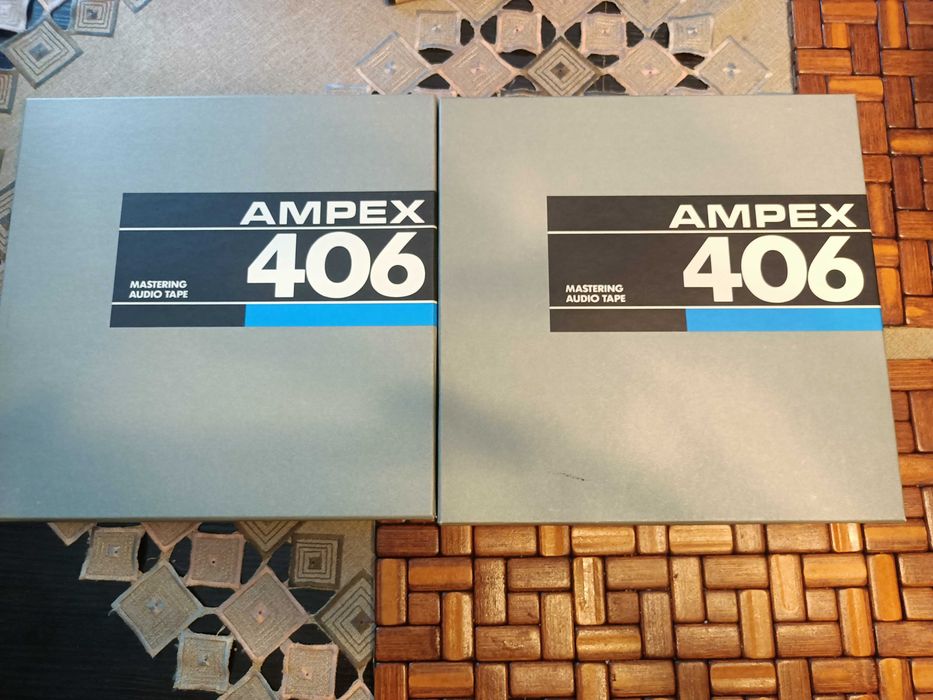 AMPEX
406
MASTERING
AUDIO TAPE
AMPEX
406
MASTERING
AUDIO TAPE